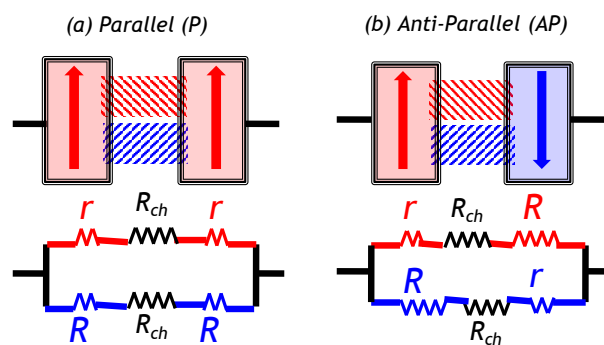 (a) Parallel (P)
(b) Anti-Parallel (AP)
r R_ch r
R R_ch R
r R_ch R
R R_ch r